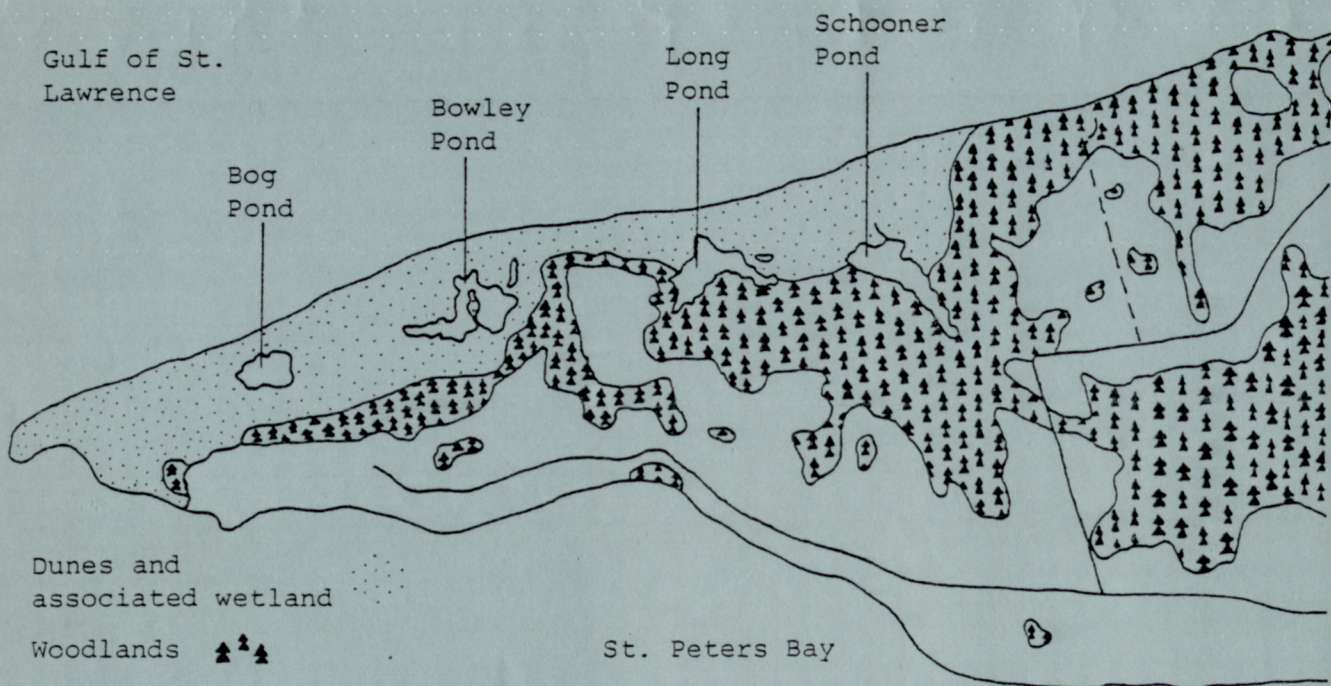 Gulf of St.
Lawrence
Bog
Pond
Bowley
Pond
Long
Pond
Schooner
Pond
Dunes and
associated wetland
Woodlands
St. Peters Bay